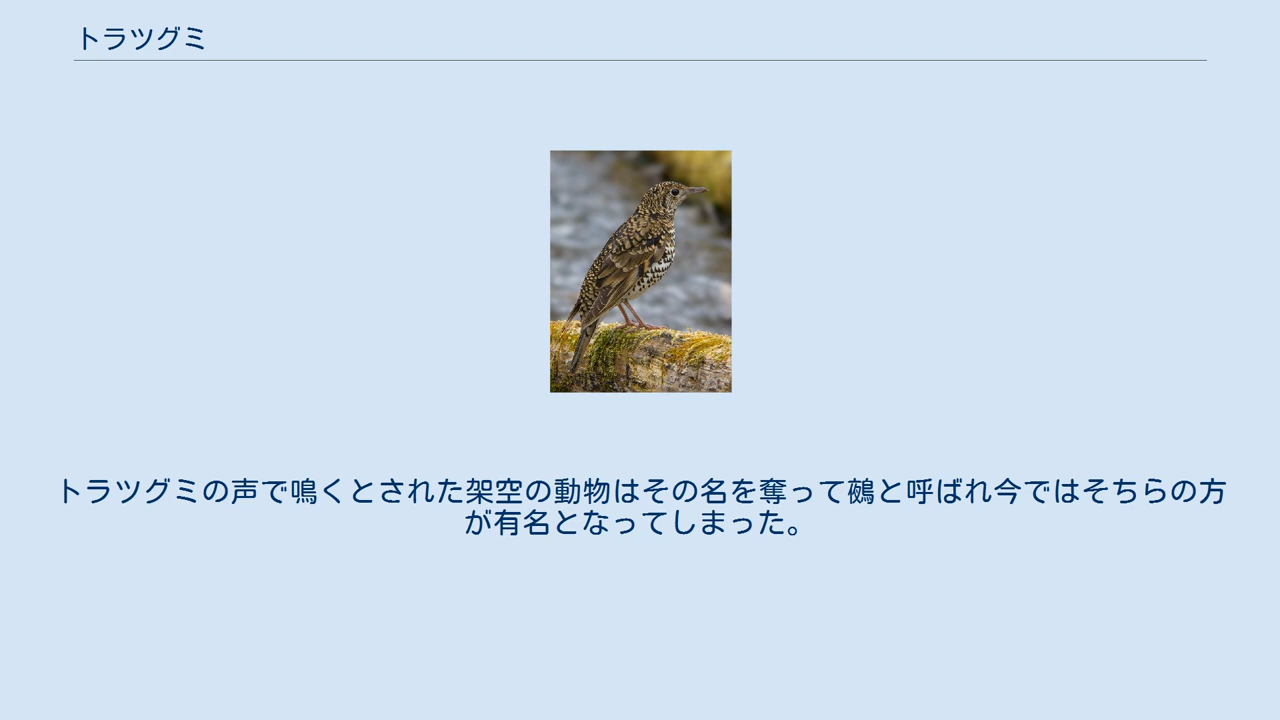 トラツグミ
トラツグミの声で鳴くとされた架空の動物はその名を奪って鵺と呼ばれ今ではそちらの方
が有名となってしまった。